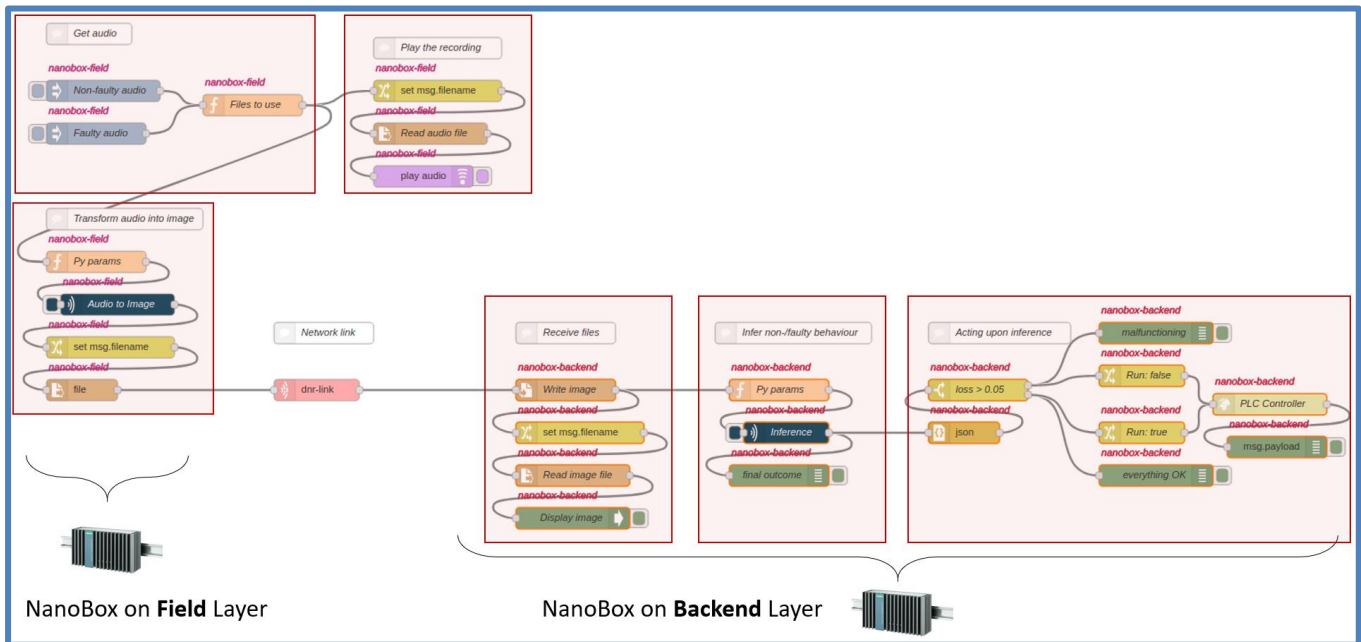 Get audio
nanobox-field
Non-faulty audio
nanobox-field
Faulty audio
nanobox-field
Files to use
Play the recording
nanobox-field
set msg.filename
nanobox-field
Read audio file
nanobox-field
play audio
Transform audio into image
nanobox-field
Py params
nanobox-field
Audio to Image
nanobox-field
set msg.filename
nanobox-field
file
Network link
dnr-link
Receive files
nanobox-backend
Write image
nanobox-backend
set msg.filename
nanobox-backend
Read image file
nanobox-backend
Display image
Infer non-/faulty behaviour
nanobox-backend
Py params
nanobox-backend
Inference
nanobox-backend
final outcome
Acting upon inference
nanobox-backend
loss > 0.05
nanobox-backend
json
nanobox-backend
malfunctioning
nanobox-backend
Run: false
nanobox-backend
Run: true
nanobox-backend
everything OK
nanobox-backend
PLC Controller
nanobox-backend
msg.payload
NanoBox on Field Layer
NanoBox on Backend Layer